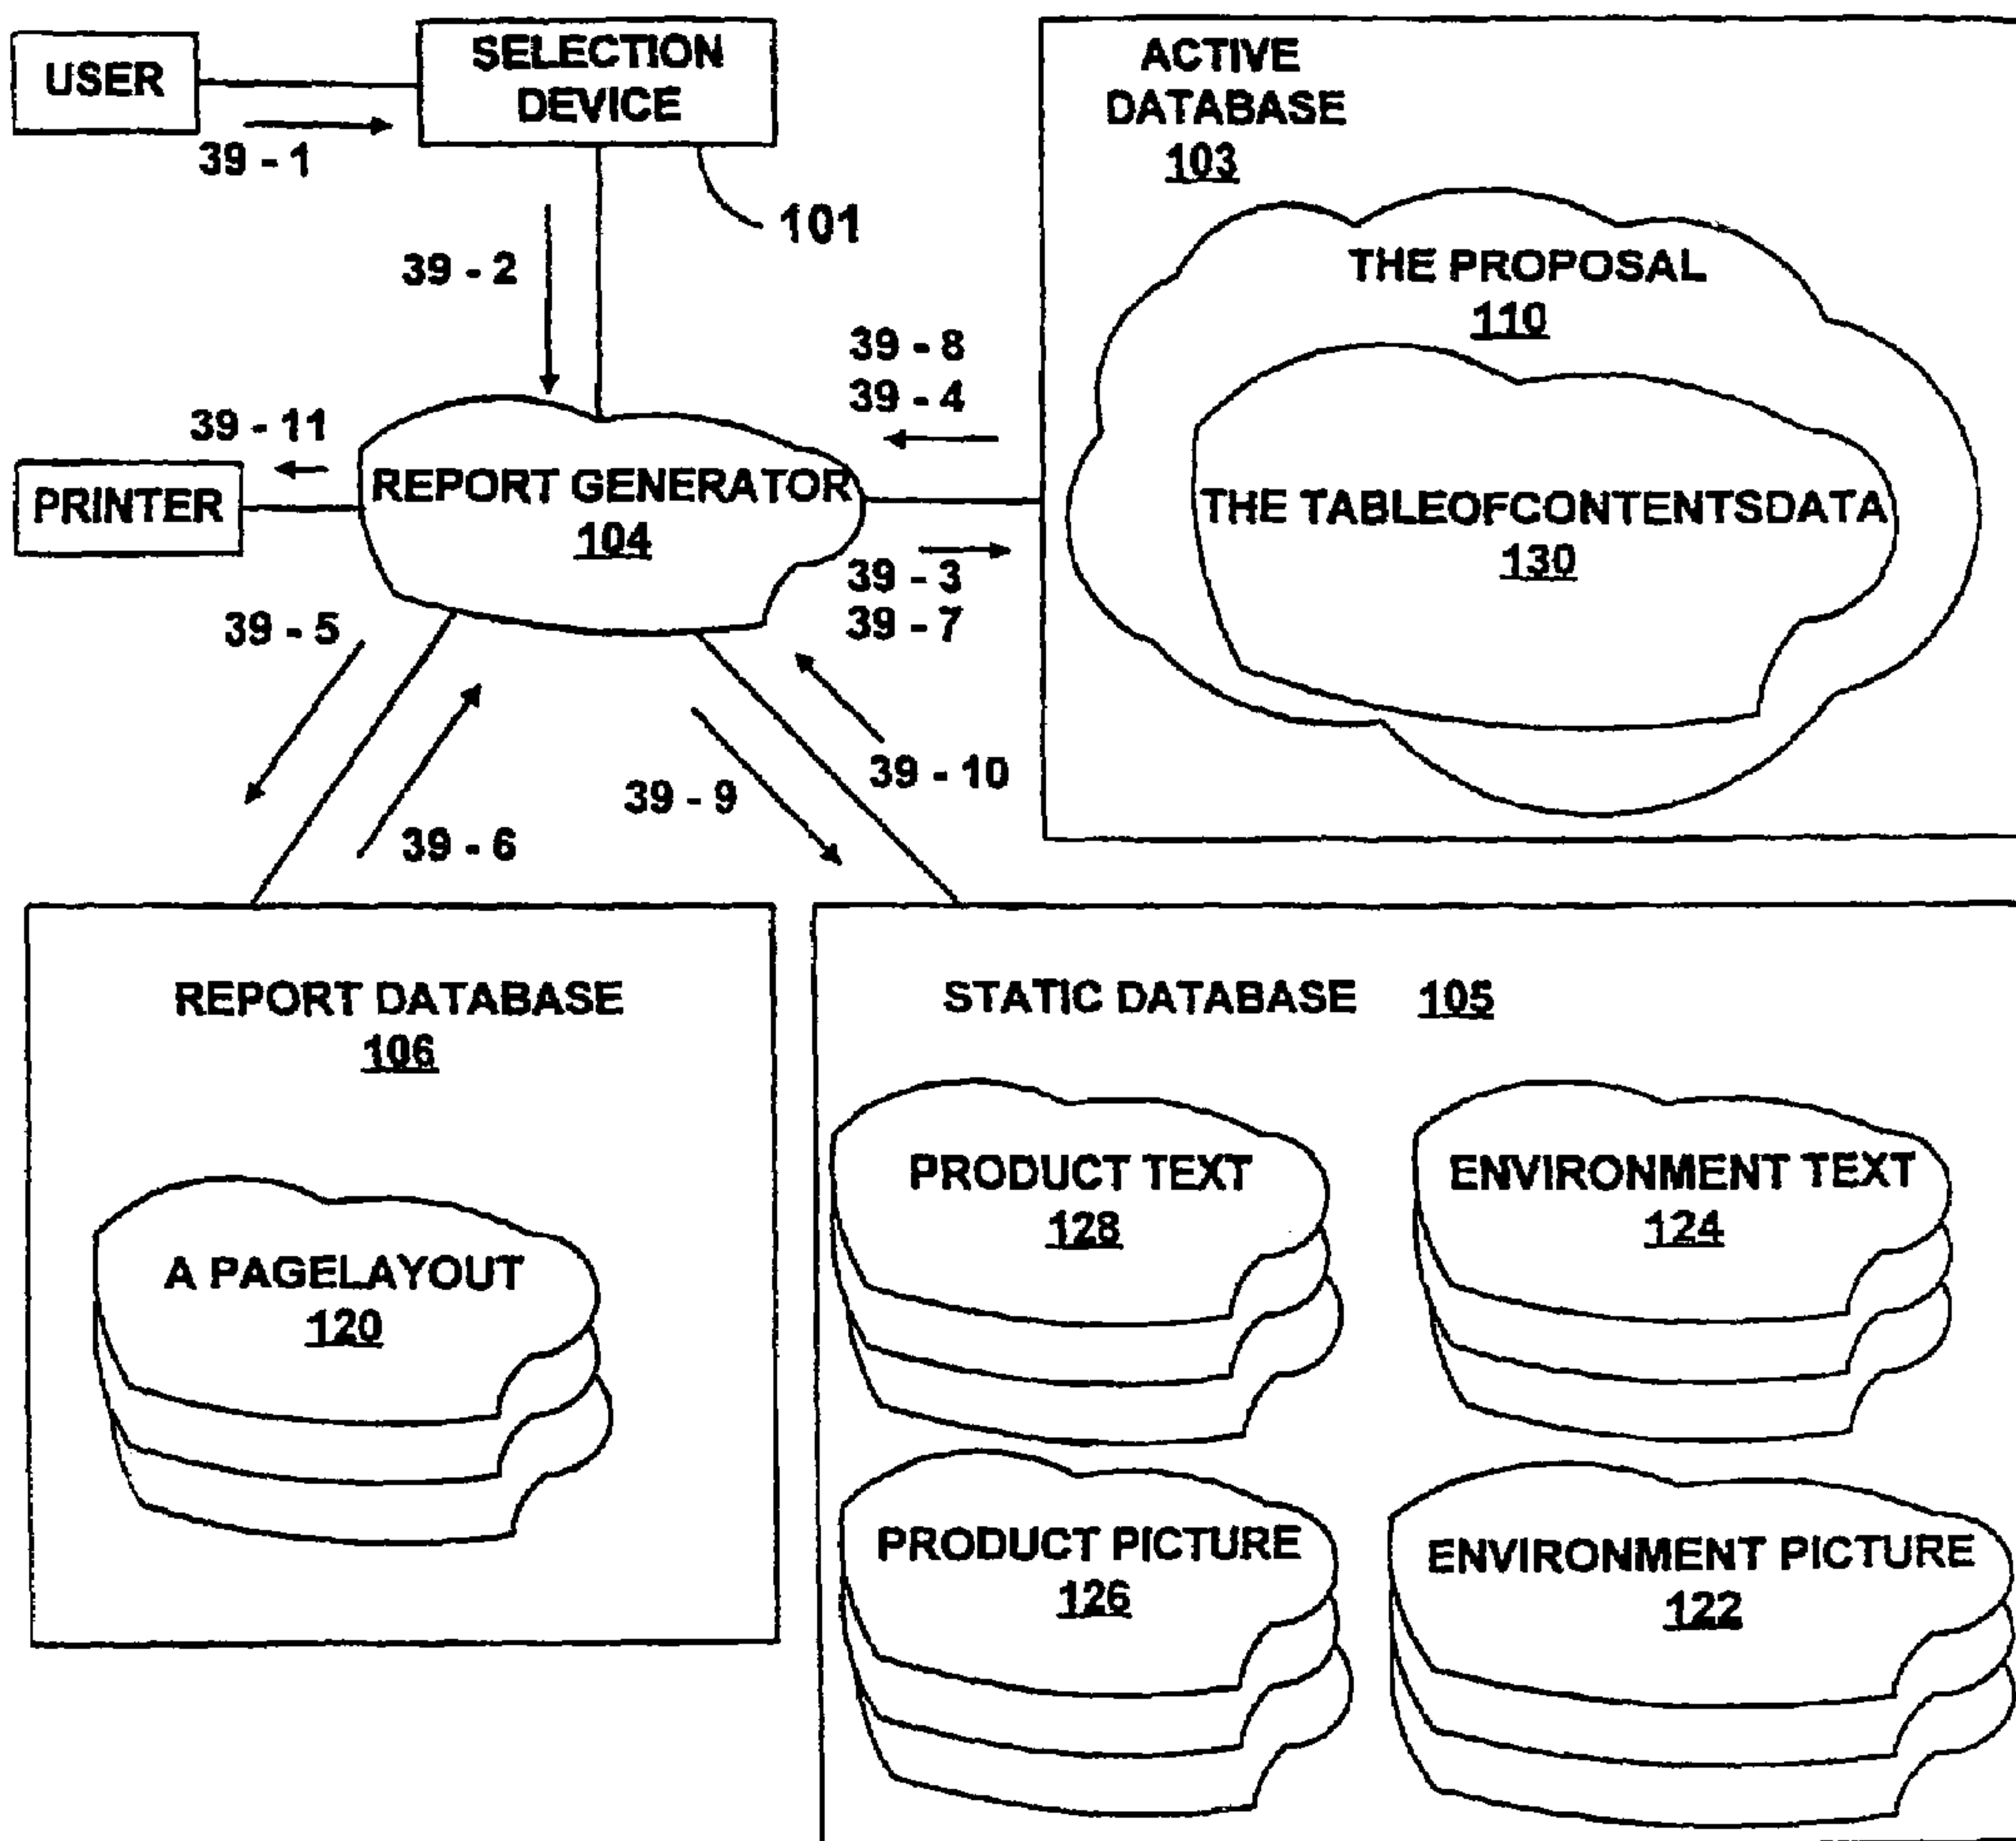 USER
SELECTION
DEVICE
39 - 1
101
39 - 2
ACTIVE
DATABASE
103
THE PROPOSAL
110
THE TABLEOFCONTENTSDATA
130
39 - 8
39 - 4
39 - 11
PRINTER
REPORT GENERATOR
104
39 - 3
39 - 7
39 - 5
39 - 6
39 - 9
39 - 10
REPORT DATABASE
106
A PAGELAYOUT
120
STATIC DATABASE 105
PRODUCT TEXT
128
ENVIRONMENT TEXT
124
PRODUCT PICTURE
126
ENVIRONMENT PICTURE
122